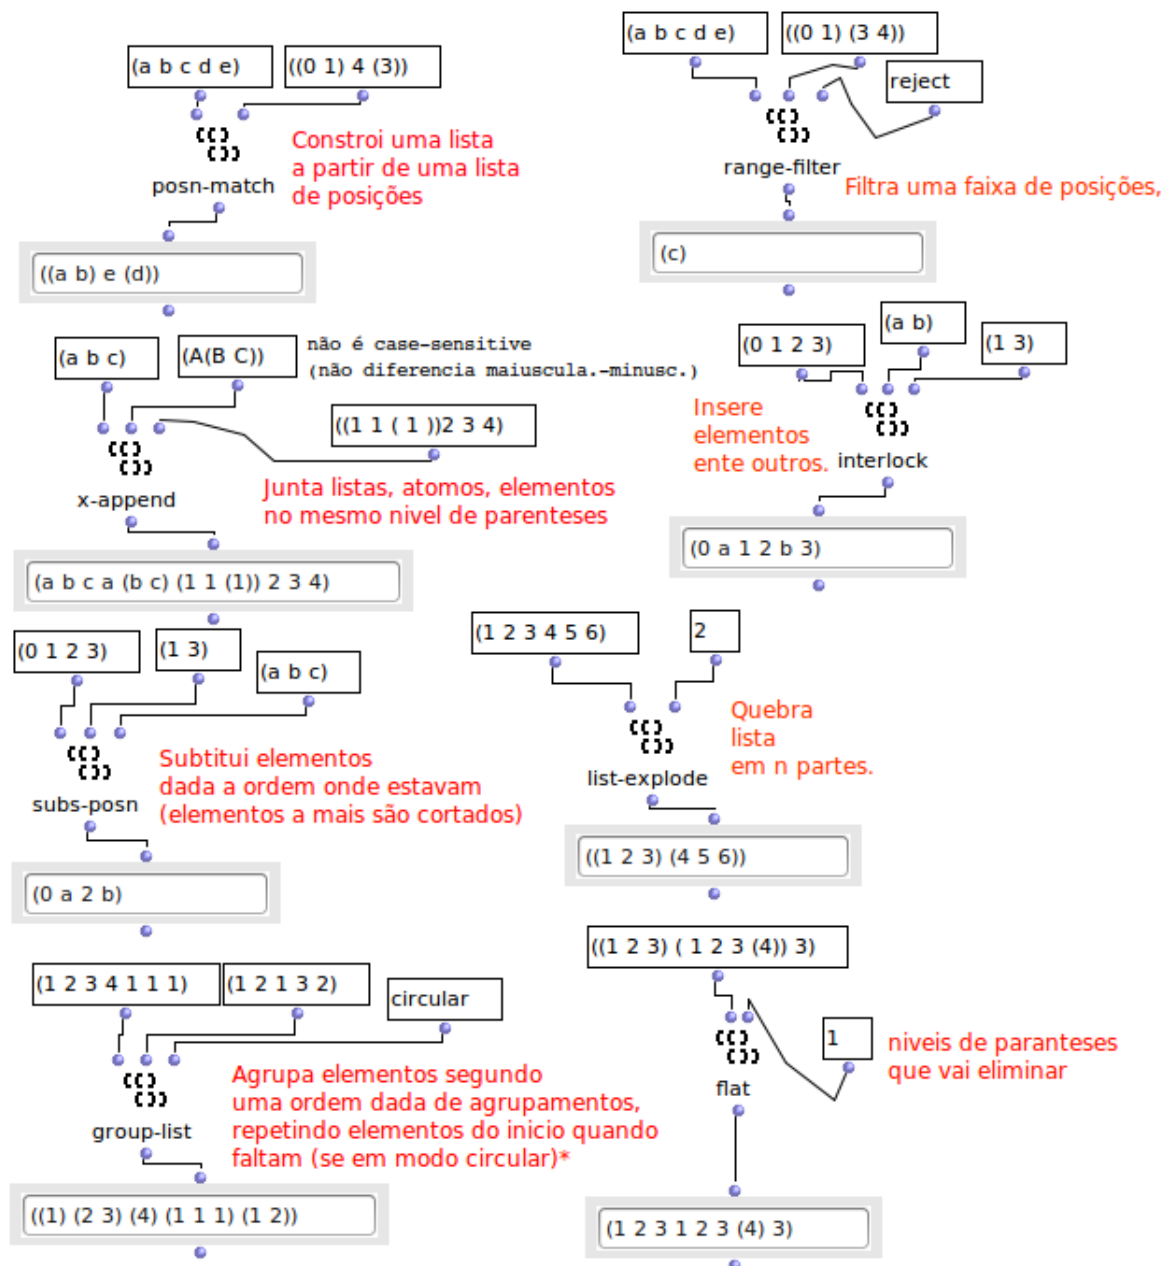 (a b c d e)
((0 1) 4 (3))
Constroi uma lista
a partir de uma lista
de posições
posn-match
((a b) e (d))
(a b c)
(A(B C))
não é case-sensitive
(não diferencia maiuscula.-minusc.)
((1 1 ( 1 ))2 3 4)
x-append
Junta listas, atomos, elementos
no mesmo nivel de parenteses
(a b c a (b c) (1 1 (1)) 2 3 4)
(0 1 2 3)
(1 3)
(a b c)
Subtitui elementos
dada a ordem onde estavam
(elementos a mais são cortados)
subs-posn
(0 a 2 b)
(1 2 3 4 1 1 1)
(1 2 1 3 2)
circular
Agrupa elementos segundo
uma ordem dada de agrupamentos,
repetindo elementos do inicio quando
faltam (se em modo circular)*
group-list
((1) (2 3) (4) (1 1 1) (1 2))
(a b c d e)
((0 1) (3 4))
reject
range-filter
Filtra uma faixa de posições,
(c)
(0 1 2 3)
(a b)
(1 3)
Insere
elementos
ente outros.
interlock
(0 a 1 2 b 3)
(1 2 3 4 5 6)
2
Quebra
lista
em n partes.
list-explode
((1 2 3) (4 5 6))
((1 2 3) ( 1 2 3 (4)) 3)
1
niveis de paranteses
que vai eliminar
flat
(1 2 3 1 2 3 (4) 3)